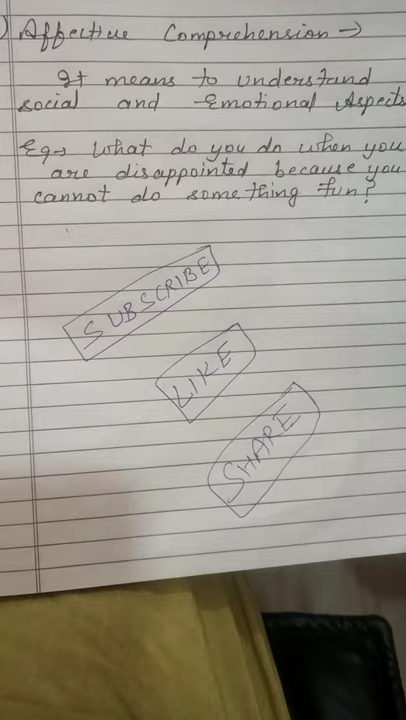 ) Affective Comprehension →
It means to understand
social and Emotional Aspects
Eg→ What do you do when you
are disappointed because you
cannot do something fun?
SUBSCRIBE
LIKE
SHARE